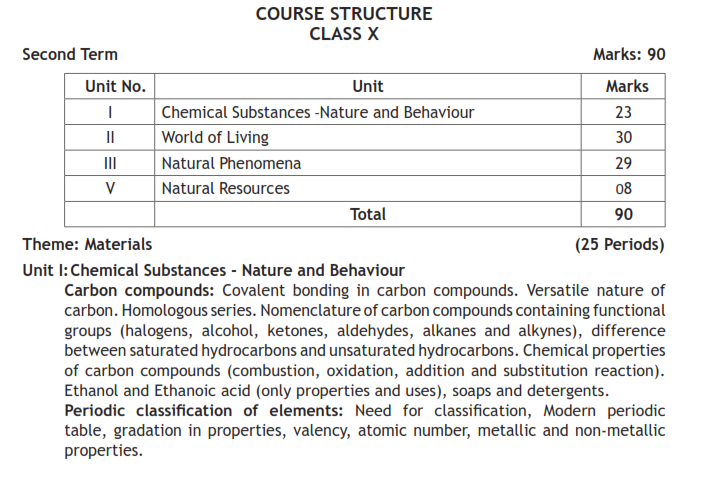 COURSE STRUCTURE
CLASS X
Second Term Marks: 90
Unit No. Unit Marks
I Chemical Substances -Nature and Behaviour 23
II World of Living 30
III Natural Phenomena 29
V Natural Resources 08
Total 90
Theme: Materials (25 Periods)
Unit I: Chemical Substances - Nature and Behaviour
Carbon compounds: Covalent bonding in carbon compounds. Versatile nature of
carbon. Homologous series. Nomenclature of carbon compounds containing functional
groups (halogens, alcohol, ketones, aldehydes, alkanes and alkynes), difference
between saturated hydrocarbons and unsaturated hydrocarbons. Chemical properties
of carbon compounds (combustion, oxidation, addition and substitution reaction).
Ethanol and Ethanoic acid (only properties and uses), soaps and detergents.
Periodic classification of elements: Need for classification, Modern periodic
table, gradation in properties, valency, atomic number, metallic and non-metallic
properties.